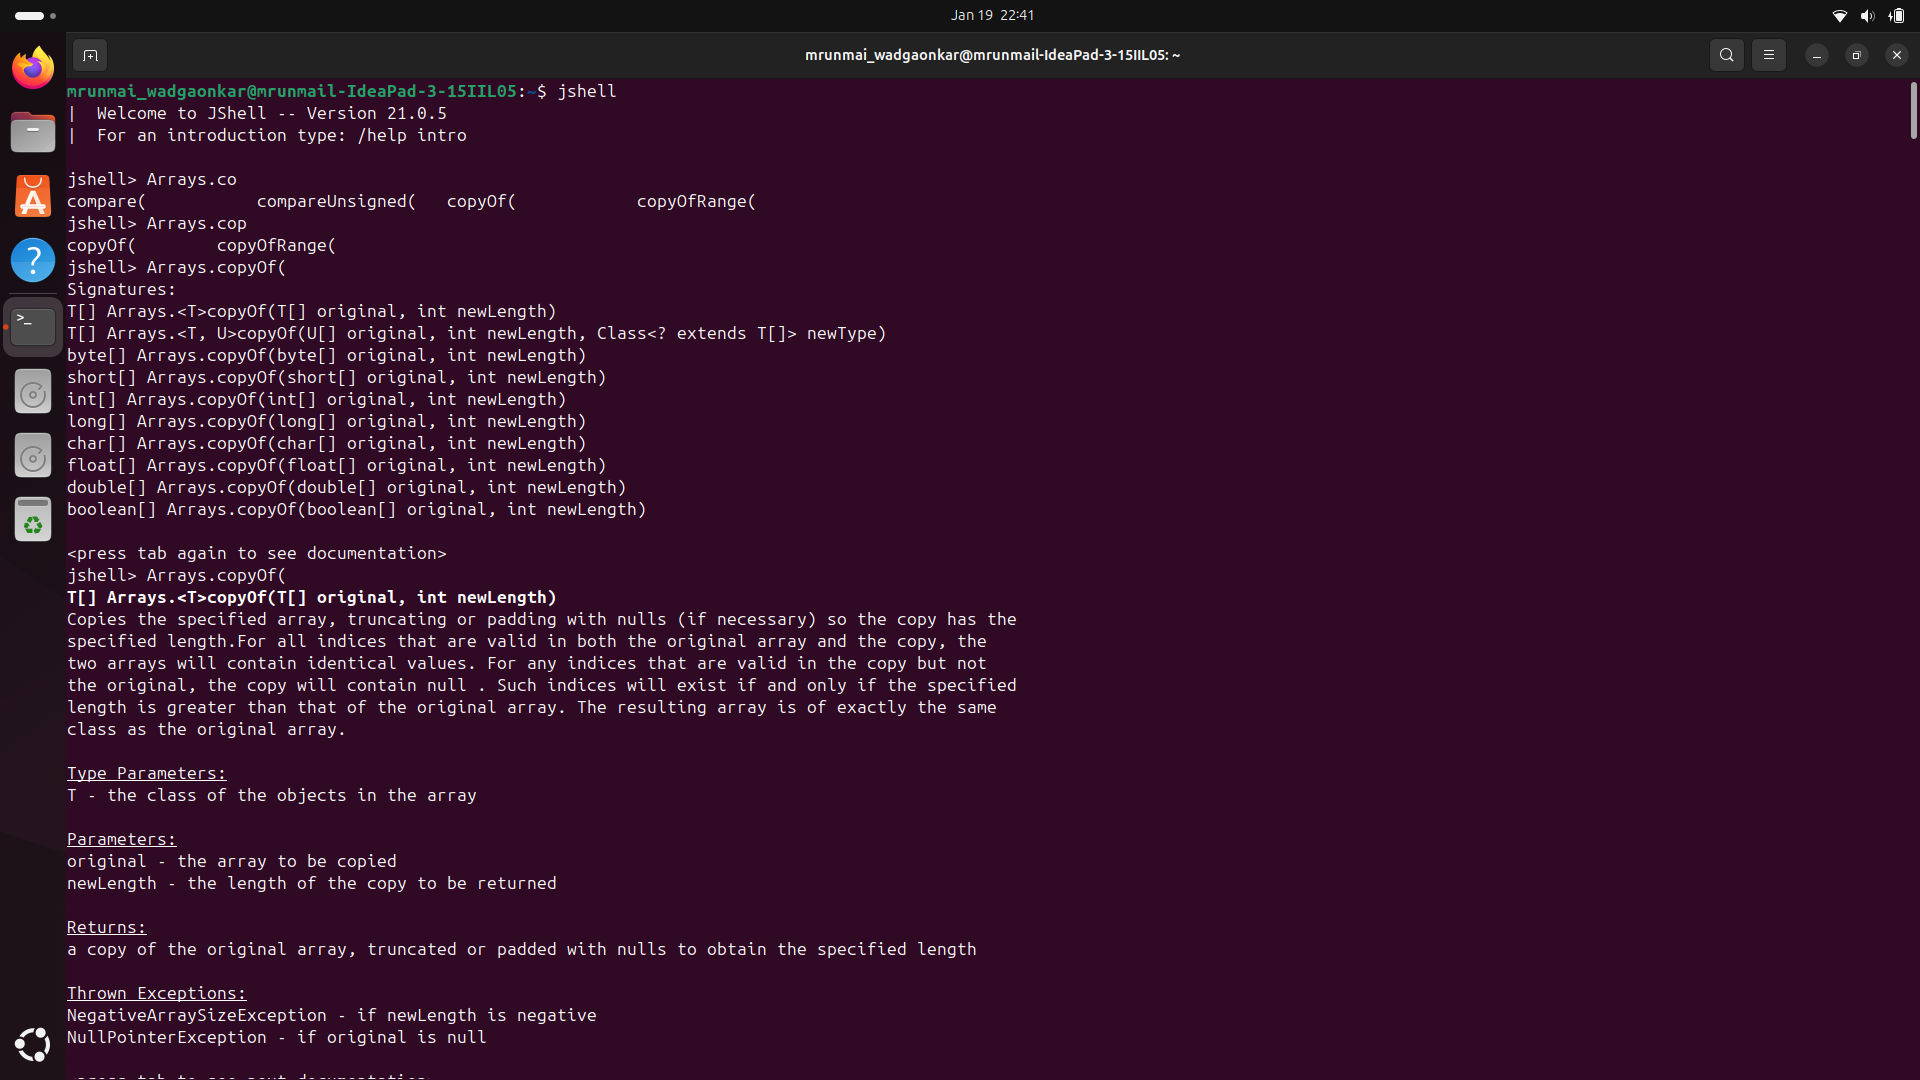 Jan 19 22:41
mrunmai_wadgaonkar@mrunmail-IdeaPad-3-15IIL05: ~
mrunmai_wadgaonkar@mrunmail-IdeaPad-3-15IIL05:~$ jshell
|  Welcome to JShell -- Version 21.0.5
|  For an introduction type: /help intro
jshell> Arrays.co
compare(           compareUnsigned(   copyOf(            copyOfRange(
jshell> Arrays.cop
copyOf(        copyOfRange(
jshell> Arrays.copyOf(
Signatures:
T[] Arrays.<T>copyOf(T[] original, int newLength)
T[] Arrays.<T, U>copyOf(U[] original, int newLength, Class<? extends T[]> newType)
byte[] Arrays.copyOf(byte[] original, int newLength)
short[] Arrays.copyOf(short[] original, int newLength)
int[] Arrays.copyOf(int[] original, int newLength)
long[] Arrays.copyOf(long[] original, int newLength)
char[] Arrays.copyOf(char[] original, int newLength)
float[] Arrays.copyOf(float[] original, int newLength)
double[] Arrays.copyOf(double[] original, int newLength)
boolean[] Arrays.copyOf(boolean[] original, int newLength)
<press tab again to see documentation>
jshell> Arrays.copyOf(
T[] Arrays.<T>copyOf(T[] original, int newLength)
Copies the specified array, truncating or padding with nulls (if necessary) so the copy has the
specified length.For all indices that are valid in both the original array and the copy, the
two arrays will contain identical values. For any indices that are valid in the copy but not
the original, the copy will contain null . Such indices will exist if and only if the specified
length is greater than that of the original array. The resulting array is of exactly the same
class as the original array.
Type Parameters:
T - the class of the objects in the array
Parameters:
original - the array to be copied
newLength - the length of the copy to be returned
Returns:
a copy of the original array, truncated or padded with nulls to obtain the specified length
Thrown Exceptions:
NegativeArraySizeException - if newLength is negative
NullPointerException - if original is null